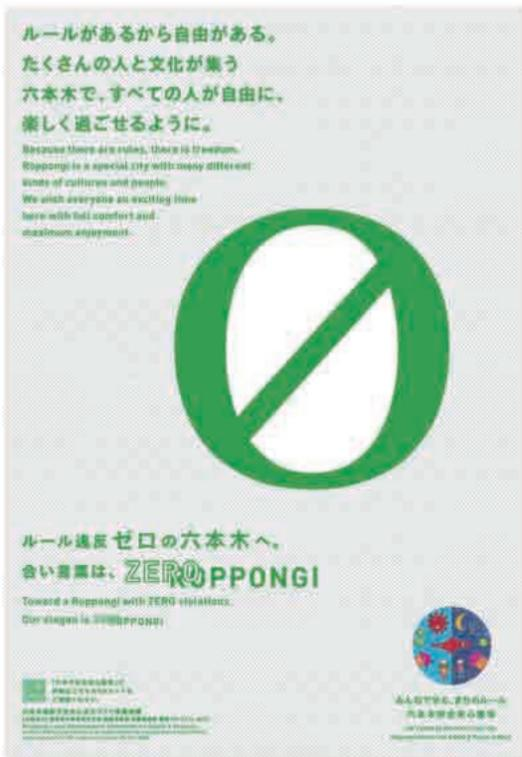 ルールがあるから自由がある。
たくさんの人と文化が集う
六本木で、すべての人が自由に。
楽しく過ごせるように。
Because there are rules, there is freedom.
Roppongi is a special city with many different
kinds of cultures and people.
We wish everyone an exciting time
here with full comfort and
maximum enjoyment.
0
ルール違反ゼロの六本木へ。
合い言葉は、ZEROROPPONGI
Toward a Roppongi with ZERO violations.
Our slogan is ZEROROPPONGI
みんなで守る、まちのルール
六本木安全安心憲章